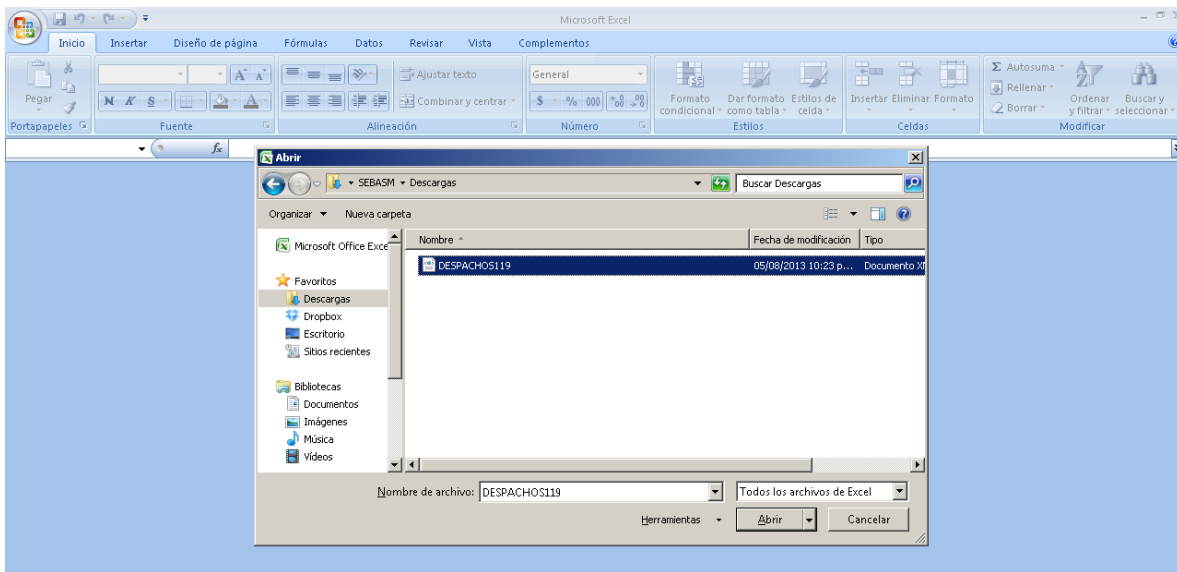 Microsoft Excel
Inicio Insertar Diseño de página Fórmulas Datos Revisar Vista Complementos
Pegar
Portapapeles
N K S A A A
Fuente
Ajustar texto
Combinar y centrar
Alineación
General
$ % 000
Número
Formato condicional
Dar formato como tabla
Estilos de celda
Estilos
Insertar Eliminar Formato
Celdas
Σ Autosuma
Rellenar
Borrar
Ordenar y filtrar
Buscar y seleccionar
Modificar
fx
Abrir
SEBASM Descargas
Buscar Descargas
Organizar Nueva carpeta
Microsoft Office Exce
Favoritos
Descargas
Dropbox
Escritorio
Sitios recientes
Bibliotecas
Documentos
Imágenes
Música
Vídeos
Nombre Fecha de modificación Tipo
DESPACHOS119 05/08/2013 10:23 p... Documento
Nombre de archivo: DESPACHOS119 Todos los archivos de Excel
Herramientas Abrir Cancelar